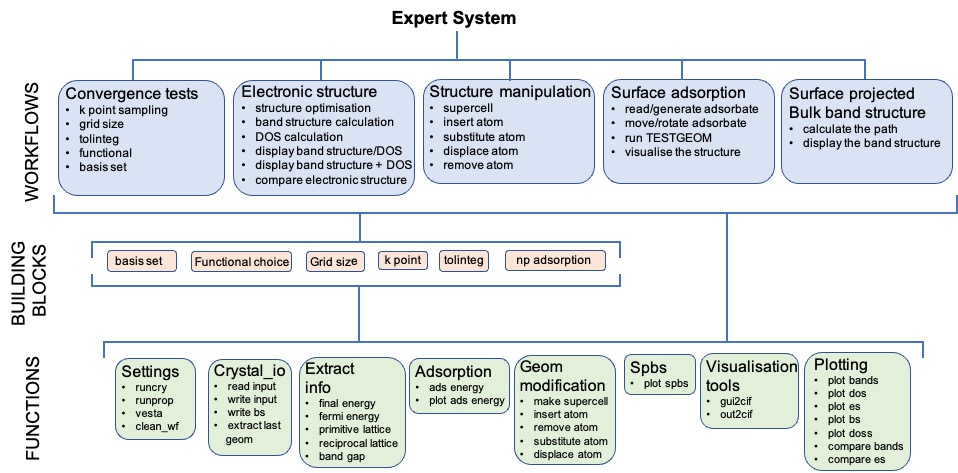 Expert System
WORKFLOWS
Convergence tests
• k point sampling
• grid size
• tolinteg
• functional
• basis set
Electronic structure
• structure optimisation
• band structure calculation
• DOS calculation
• display band structure/DOS
• display band structure + DOS
• compare electronic structure
Structure manipulation
• supercell
• insert atom
• substitute atom
• displace atom
• remove atom
Surface adsorption
• read/generate adsorbate
• move/rotate adsorbate
• run TESTGEOM
• visualise the structure
Surface projected
Bulk band structure
• calculate the path
• display the band structure
BUILDING
BLOCKS
basis set
Functional choice
Grid size
k point
tolinteg
np adsorption
FUNCTIONS
Settings
• runcry
• runprop
• vesta
• clean_wf
Crystal_io
• read input
• write input
• write bs
• extract last
geom
Extract
info
• final energy
• fermi energy
• primitive lattice
• reciprocal lattice
• band gap
Adsorption
• ads energy
• plot ads energy
Geom
modification
• make supercell
• insert atom
• remove atom
• substitute atom
• displace atom
Spbs
• plot spbs
Visualisation
tools
• gui2cif
• out2cif
Plotting
• plot bands
• plot dos
• plot es
• plot bs
• plot doss
• compare bands
• compare es